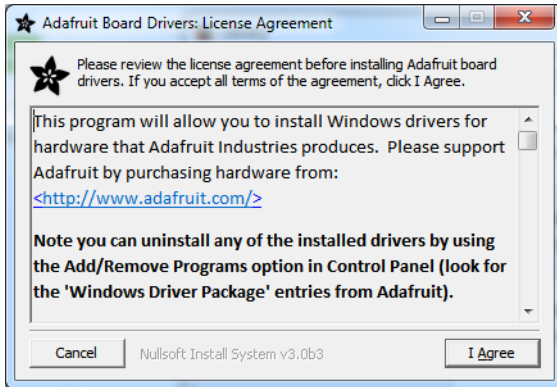 Adafruit Board Drivers: License Agreement
Please review the license agreement before installing Adafruit board
drivers. If you accept all terms of the agreement, click I Agree.
This program will allow you to install Windows drivers for
hardware that Adafruit Industries produces.  Please support
Adafruit by purchasing hardware from:
<http://www.adafruit.com/>
Note you can uninstall any of the installed drivers by using
the Add/Remove Programs option in Control Panel (look for
the 'Windows Driver Package' entries from Adafruit).
Cancel
Nullsoft Install System v3.0b3
I Agree